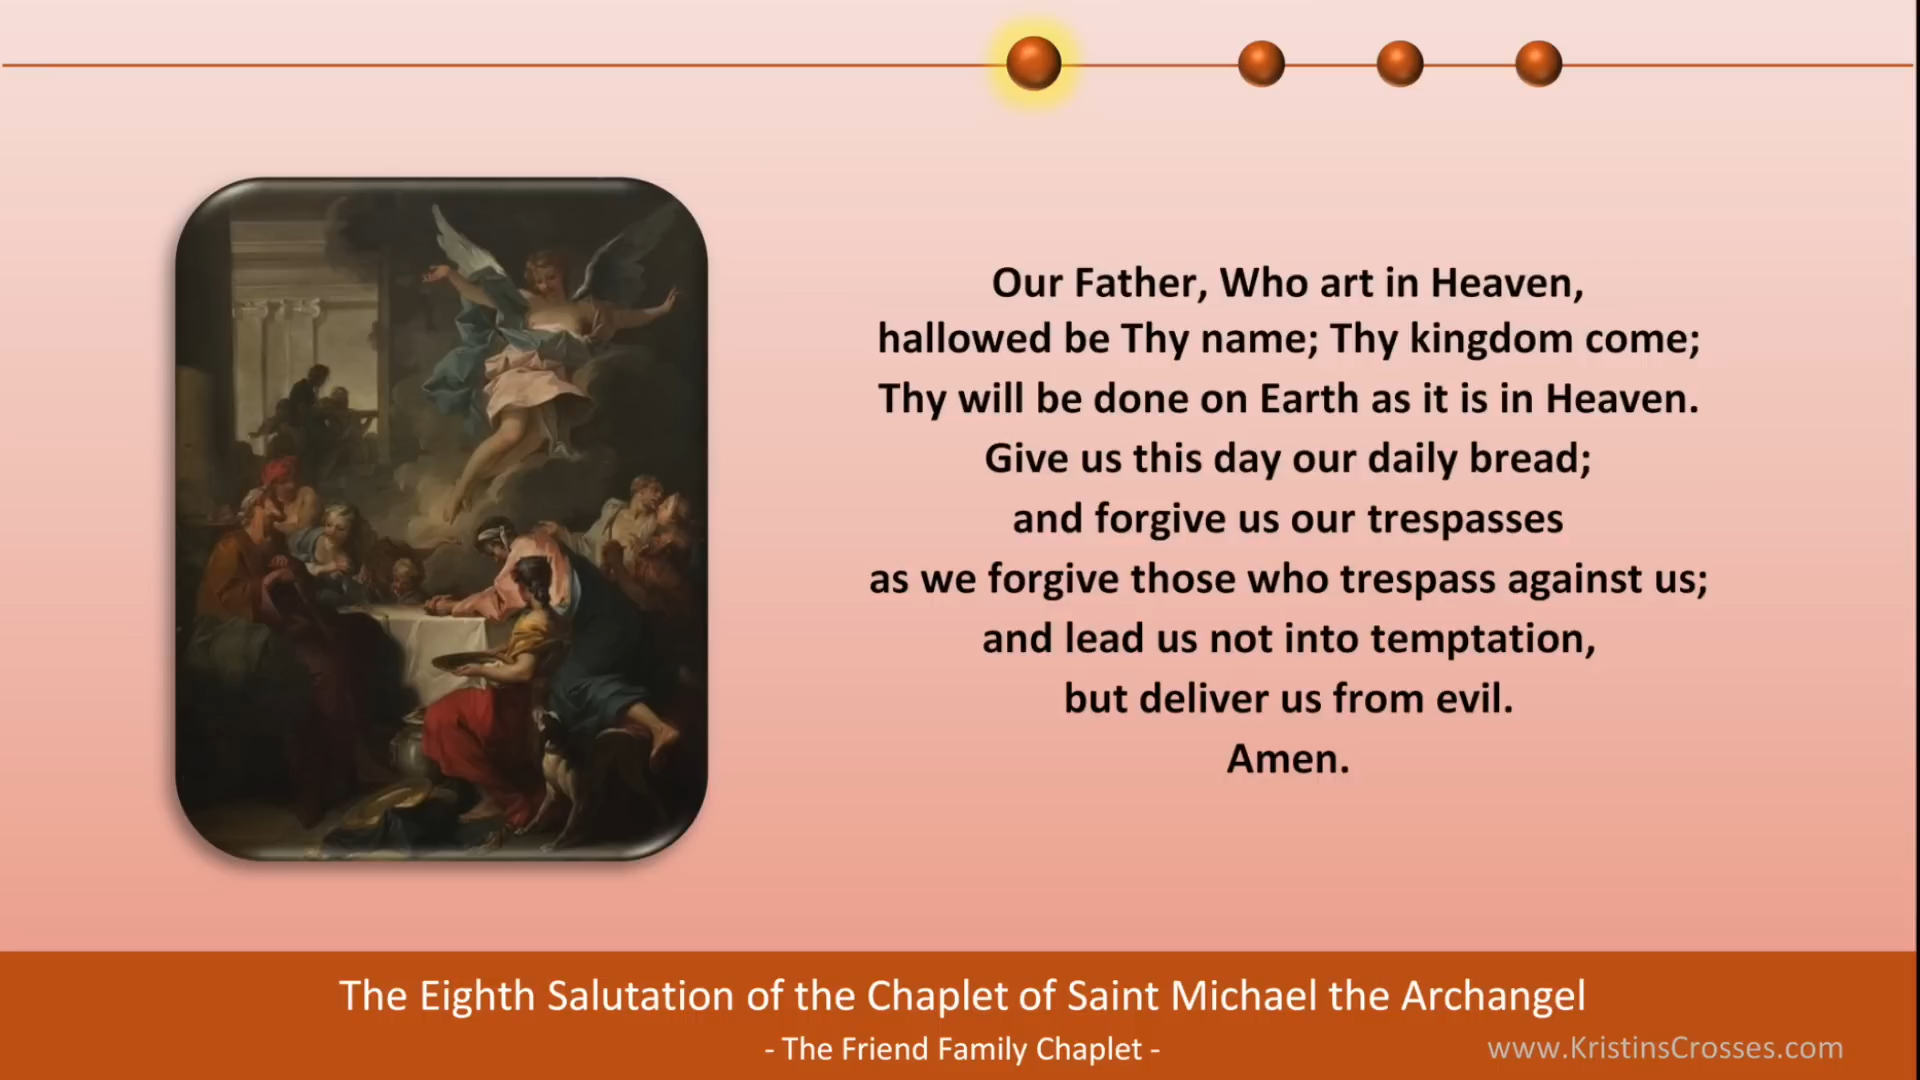 Our Father, Who art in Heaven,
hallowed be Thy name; Thy kingdom come;
Thy will be done on Earth as it is in Heaven.
Give us this day our daily bread;
and forgive us our trespasses
as we forgive those who trespass against us;
and lead us not into temptation,
but deliver us from evil.
Amen.
The Eighth Salutation of the Chaplet of Saint Michael the Archangel
- The Friend Family Chaplet -
www.KristinsCrosses.com